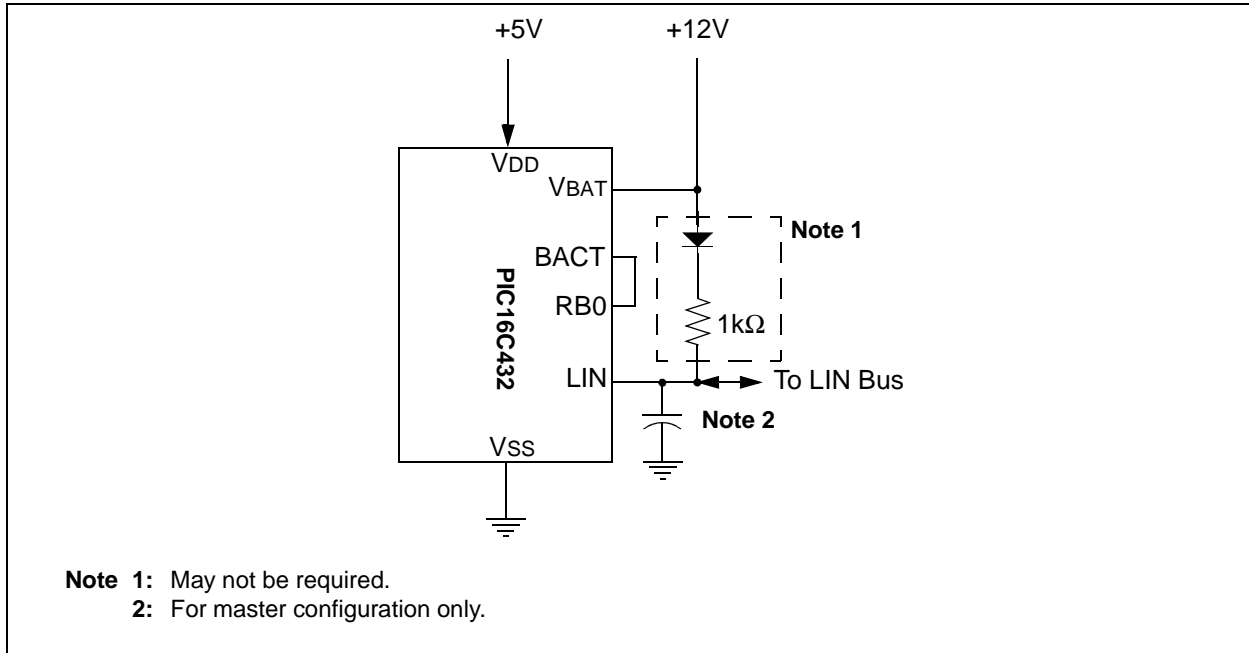 +5V
+12V
VDD
VBAT
Note 1
BACT
PIC16C432
RB0
1kΩ
LIN
To LIN Bus
Note 2
VSS
Note 1: May not be required.
2: For master configuration only.